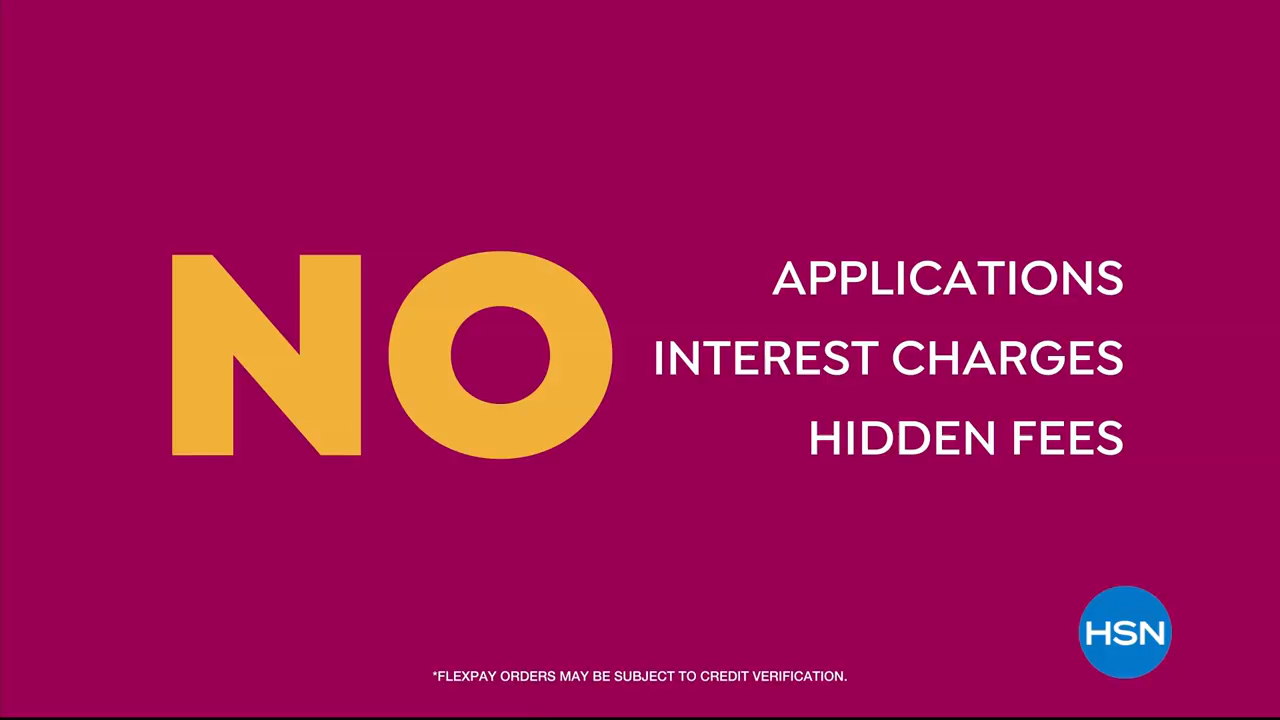 NO
APPLICATIONS
INTEREST CHARGES
HIDDEN FEES
HSN
*FLEXPAY ORDERS MAY BE SUBJECT TO CREDIT VERIFICATION.